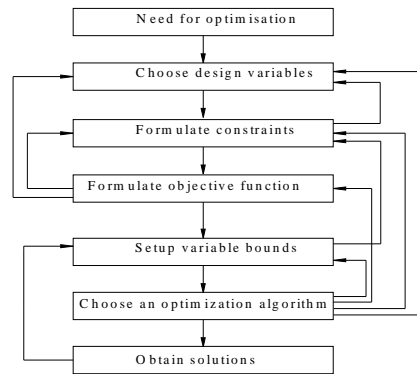 Need for optimisation
Choose design variables
Formulate constraints
Formulate objective function
Setup variable bounds
Choose an optimization algorithm
Obtain solutions